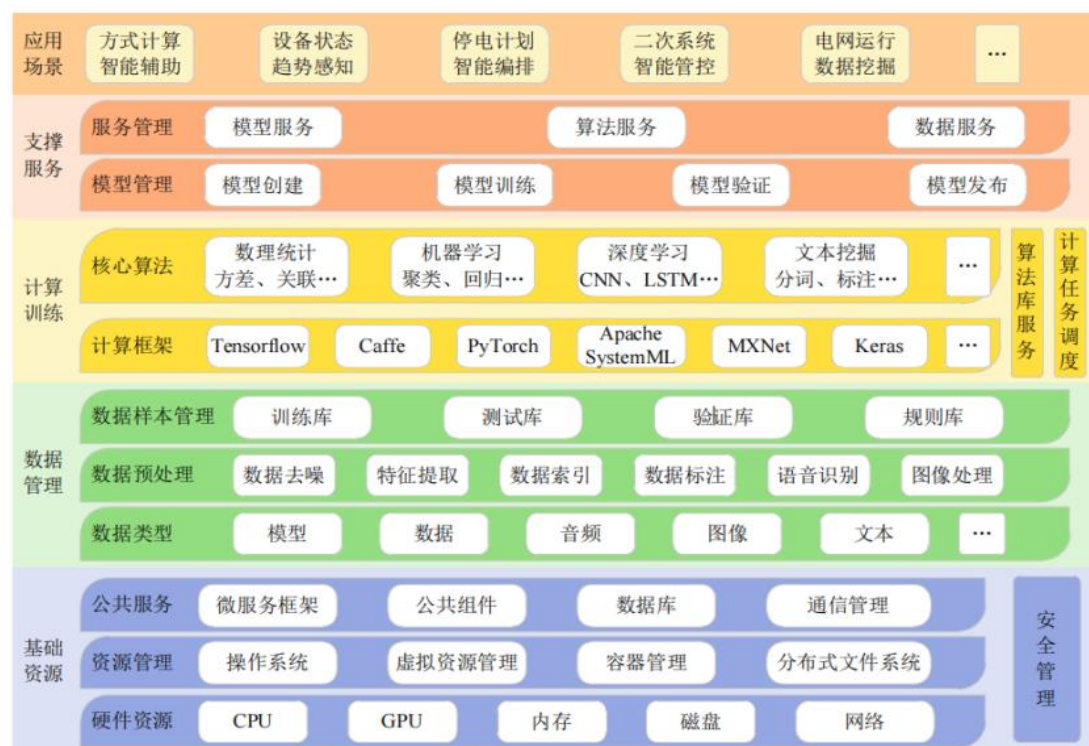 应用
场景
方式计算
智能辅助
设备状态
趋势感知
停电计划
智能编排
二次系统
智能管控
电网运行
数据挖掘
…
支撑
服务
服务管理
模型服务
算法服务
数据服务
模型管理
模型创建
模型训练
模型验证
模型发布
计算
训练
核心算法
数理统计
方差、关联…
机器学习
聚类、回归…
深度学习
CNN、LSTM…
文本挖掘
分词、标注…
…
计算框架
Tensorflow
Caffe
PyTorch
Apache
SystemML
MXNet
Keras
…
算法库服务
计算任务调度
数据
管理
数据样本管理
训练库
测试库
验证库
规则库
数据预处理
数据去噪
特征提取
数据索引
数据标注
语音识别
图像处理
数据类型
模型
数据
音频
图像
文本
…
基础
资源
公共服务
微服务框架
公共组件
数据库
通信管理
资源管理
操作系统
虚拟资源管理
容器管理
分布式文件系统
硬件资源
CPU
GPU
内存
磁盘
网络
安全管理